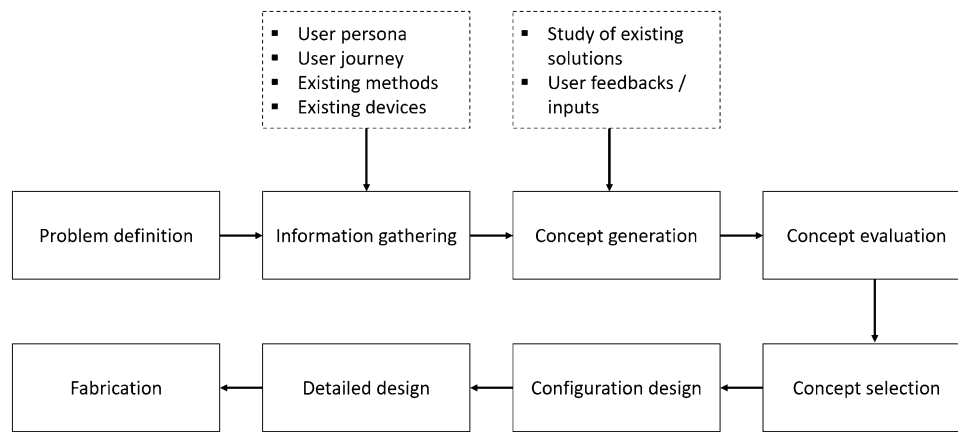 ▪ User persona
▪ User journey
▪ Existing methods
▪ Existing devices
▪ Study of existing
solutions
▪ User feedbacks /
inputs
Problem definition
Information gathering
Concept generation
Concept evaluation
Fabrication
Detailed design
Configuration design
Concept selection